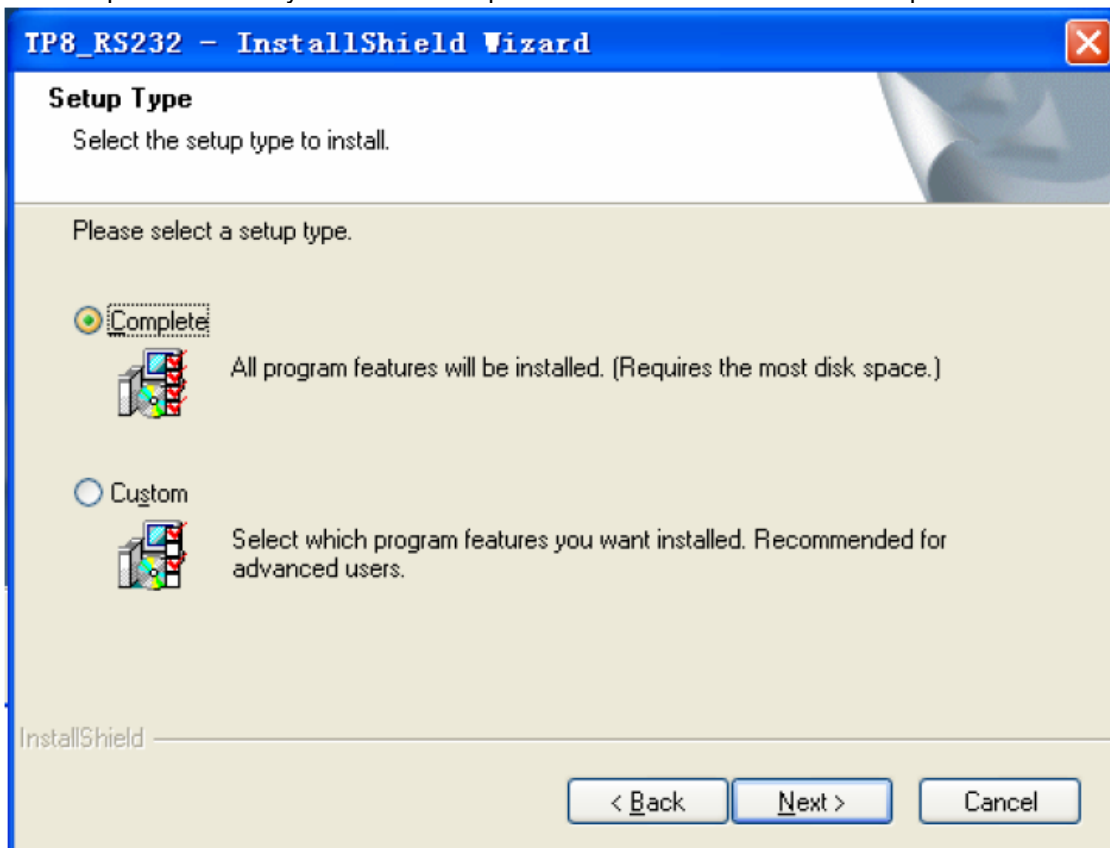 TP8_RS232 - InstallShield Wizard
Setup Type
Select the setup type to install.
Please select a setup type.
Complete
All program features will be installed. (Requires the most disk space.)
Custom
Select which program features you want installed. Recommended for
advanced users.
InstallShield
< Back
Next >
Cancel